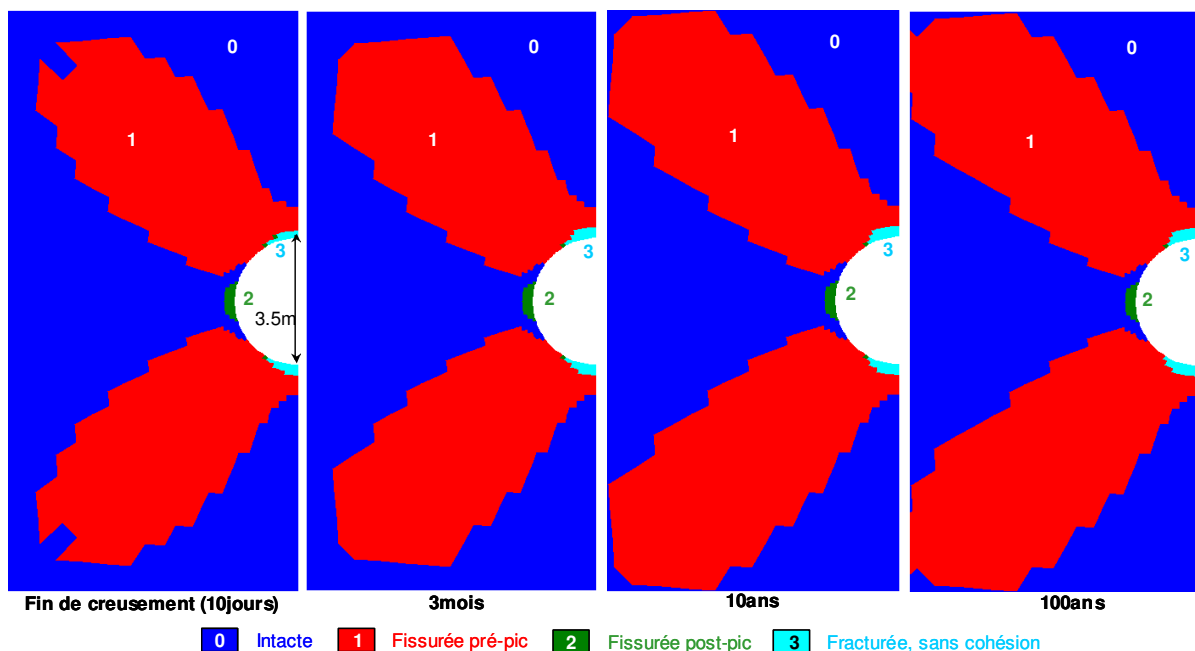 0
0
0
0
1
1
1
1
3
3
3
3
2
2
2
2
3.5m
Fin de creusement (10jours)
3mois
10ans
100ans
0 Intacte
1 Fissurée pré-pic
2 Fissurée post-pic
3 Fracturée, sans cohésion